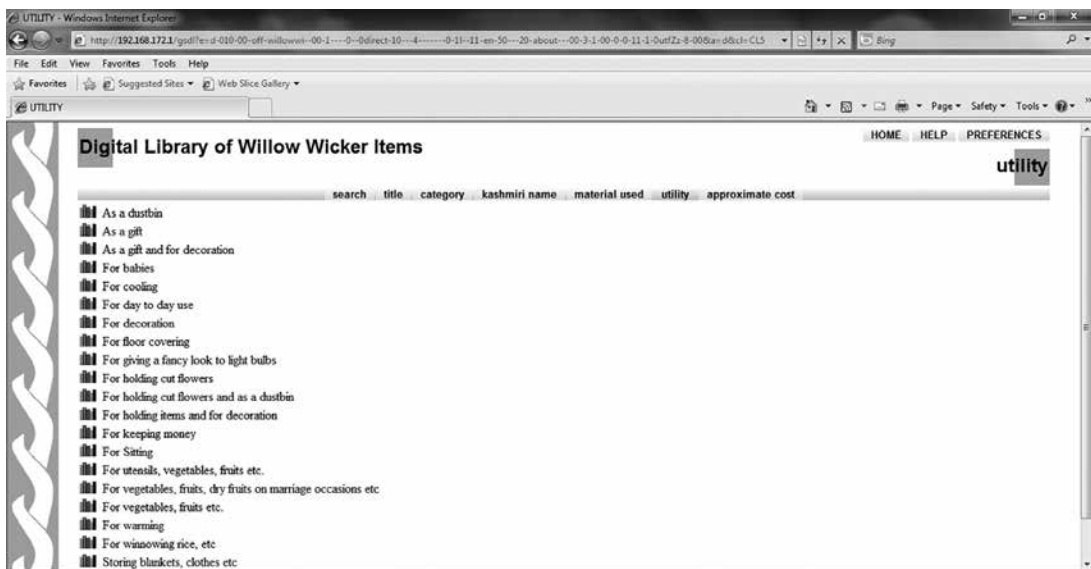 UTILITY - Windows Internet Explorer
Bing
File Edit View Favorites Tools Help
Favorites Suggested Sites Web Slice Gallery
UTILITY Page Safety Tools
HOME HELP PREFERENCES
Digital Library of Willow Wicker Items
utility
search title category kashmiri name material used utility approximate cost
As a dustbin
As a gift
As a gift and for decoration
For babies
For cooling
For day to day use
For decoration
For floor covering
For giving a fancy look to light bulbs
For holding cut flowers
For holding cut flowers and as a dustbin
For holding items and for decoration
For keeping money
For Sitting
For utensils, vegetables, fruits etc.
For vegetables, fruits, dry fruits on marriage occasions etc
For vegetables, fruits etc.
For warming
For winnowing rice, etc
Storing blankets, clothes etc